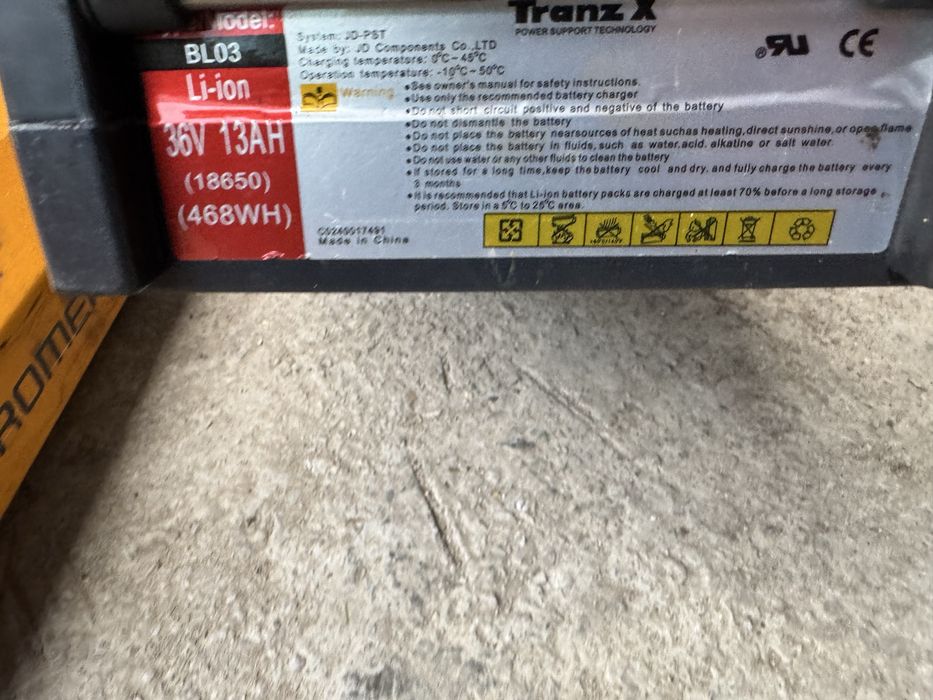 Model:
BL03
Li-ion
36V 13AH
(18650)
(468WH)
System: JD-PST
Made by: JD Components Co.,LTD
Charging temperature: 0°C~45°C
Operation temperature: -10°C~50°C
Warning
Tranz X
POWER SUPPORT TECHNOLOGY
CE
•See owner's manual for safety instructions.
•Use only the recommended battery charger
•Do not short circuit positive and negative of the battery
•Do not dismantle the battery
•Do not place the battery nearsources of heat suchas heating,direct sunshine,or open flame
•Do not place the battery in fluids,such as water,acid, alkaline or salt water.
•Do not use water or any other fluids to clean the battery
•If stored for a long time,keep the battery cool and dry, and fully charge the battery every
3 months
•It is recommended that Li-ion battery packs are charged at least 70% before a long storage
period. Store in a 5°C to 25°C area.
C0240017491
Made in China
ROME